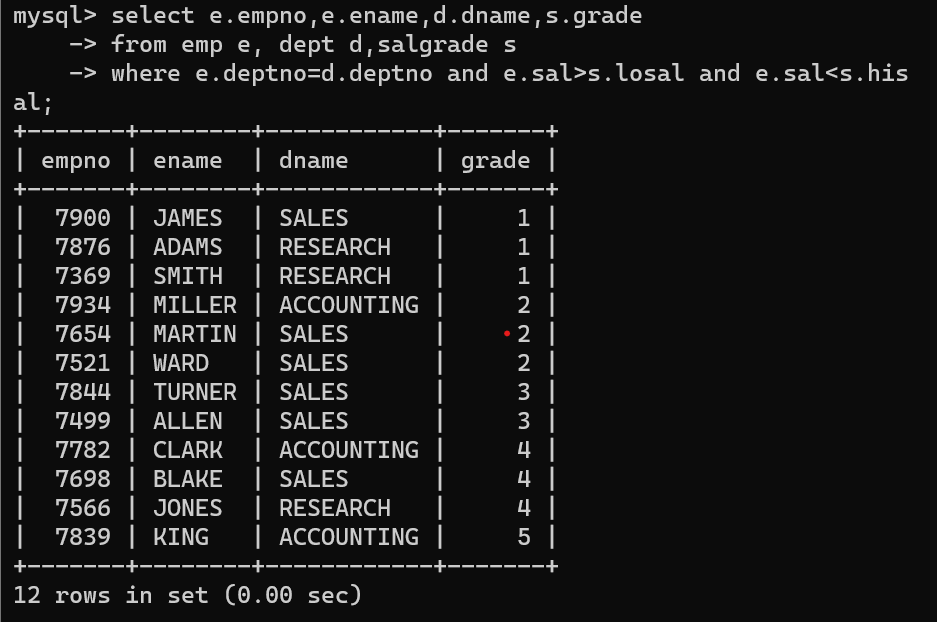 mysql> select e.empno,e.ename,d.dname,s.grade
    -> from emp e, dept d,salgrade s
    -> where e.deptno=d.deptno and e.sal>s.losal and e.sal<s.his
al;
+-------+--------+------------+-------+
| empno | ename  | dname      | grade |
+-------+--------+------------+-------+
|  7900 | JAMES  | SALES      |     1 |
|  7876 | ADAMS  | RESEARCH   |     1 |
|  7369 | SMITH  | RESEARCH   |     1 |
|  7934 | MILLER | ACCOUNTING |     2 |
|  7654 | MARTIN | SALES      |     2 |
|  7521 | WARD   | SALES      |     2 |
|  7844 | TURNER | SALES      |     3 |
|  7499 | ALLEN  | SALES      |     3 |
|  7782 | CLARK  | ACCOUNTING |     4 |
|  7698 | BLAKE  | SALES      |     4 |
|  7566 | JONES  | RESEARCH   |     4 |
|  7839 | KING   | ACCOUNTING |     5 |
+-------+--------+------------+-------+
12 rows in set (0.00 sec)